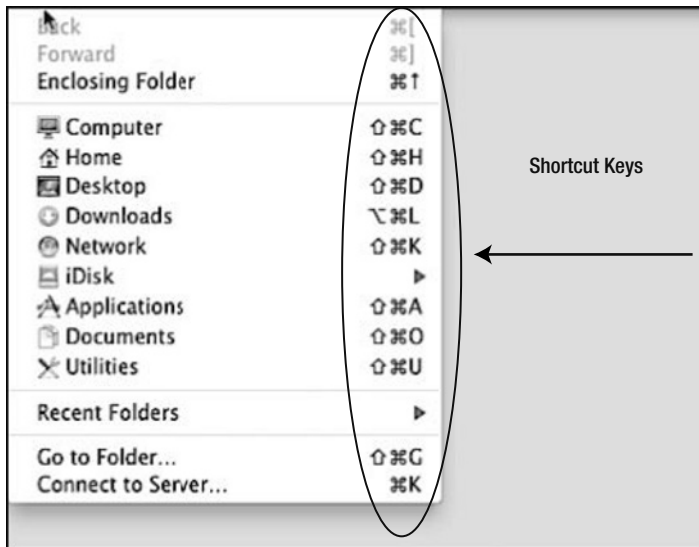 Back ⌘[
Forward ⌘]
Enclosing Folder ⌘↑
Computer ⇧⌘C
Home ⇧⌘H
Desktop ⇧⌘D
Shortcut Keys
Downloads ⌥⌘L
Network ⇧⌘K
iDisk ▶
Applications ⇧⌘A
Documents ⇧⌘O
Utilities ⇧⌘U
Recent Folders ▶
Go to Folder... ⇧⌘G
Connect to Server... ⌘K